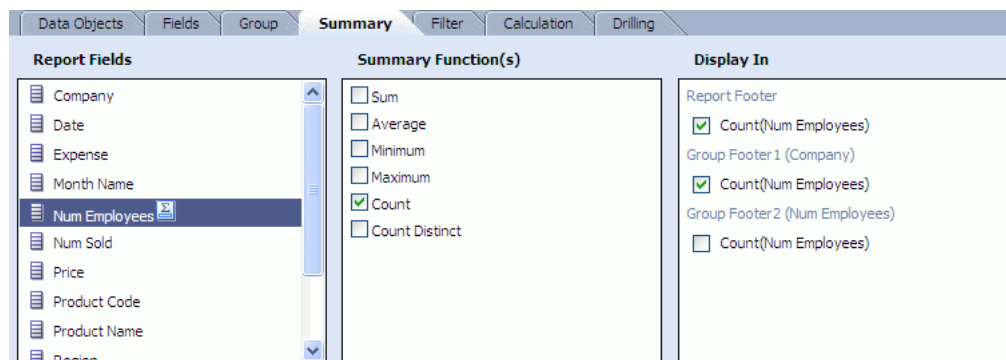 Data Objects Fields Group Summary Filter Calculation Drilling
Report Fields
Company
Date
Expense
Month Name
Num Employees
Num Sold
Price
Product Code
Product Name
Region
Summary Function(s)
Sum
Average
Minimum
Maximum
Count
Count Distinct
Display In
Report Footer
Count(Num Employees)
Group Footer1 (Company)
Count(Num Employees)
Group Footer2 (Num Employees)
Count(Num Employees)